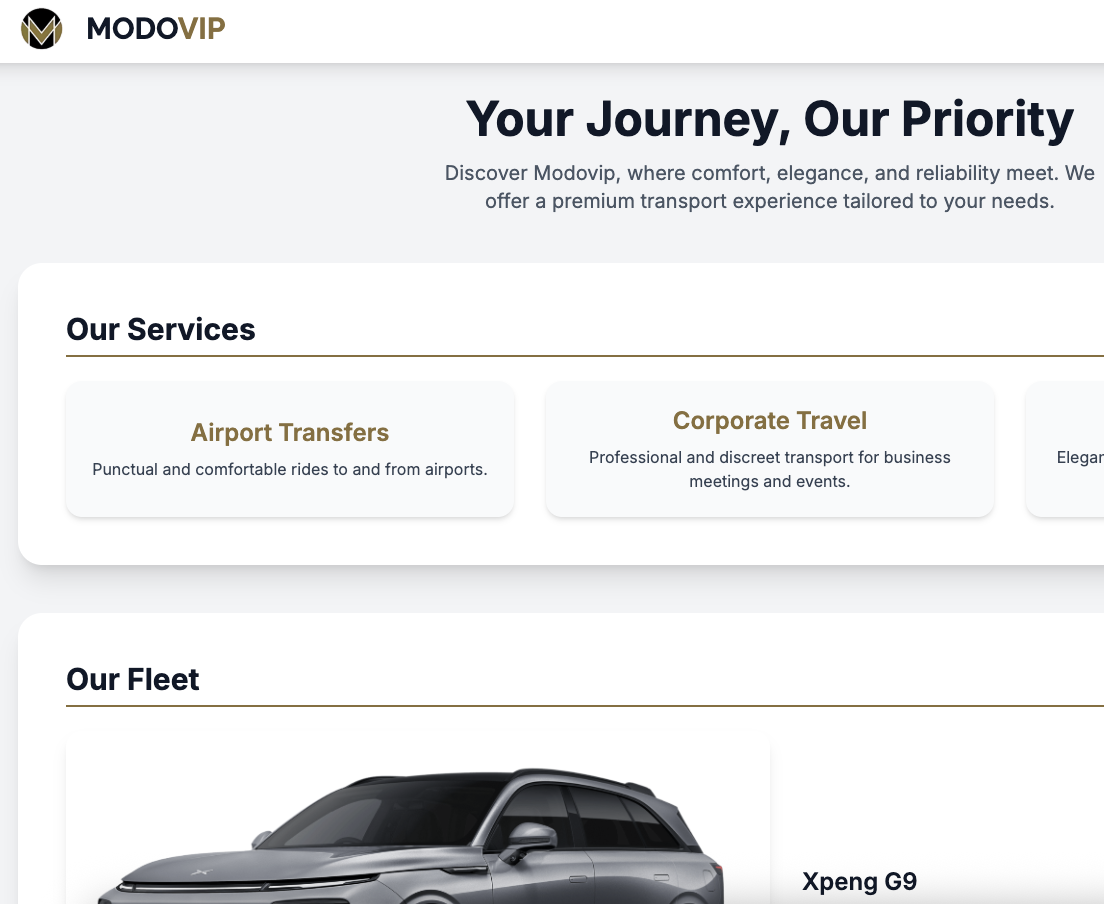 MODOVIP
Your Journey, Our Priority
Discover Modovip, where comfort, elegance, and reliability meet. We
offer a premium transport experience tailored to your needs.
Our Services
Airport Transfers
Punctual and comfortable rides to and from airports.
Corporate Travel
Professional and discreet transport for business
meetings and events.
Our Fleet
Xpeng G9